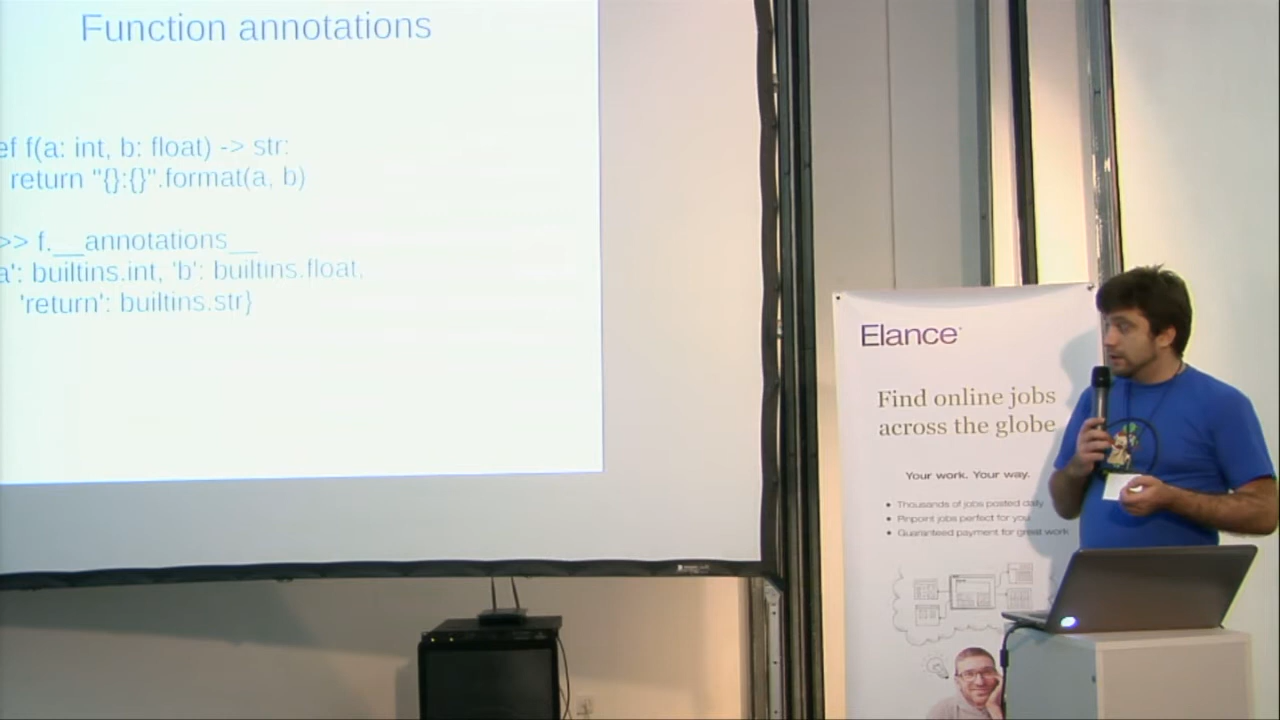 Function annotations
ef f(a: int, b: float) -> str:
return "{}:{}".format(a, b)
>> f.__annotations__
a': builtins.int, 'b': builtins.float,
'return': builtins.str}
Elance
Find online jobs
across the globe
Your work. Your way.
• Thousands of jobs posted daily
• Pinpoint jobs perfect for you
• Guaranteed payment for great work